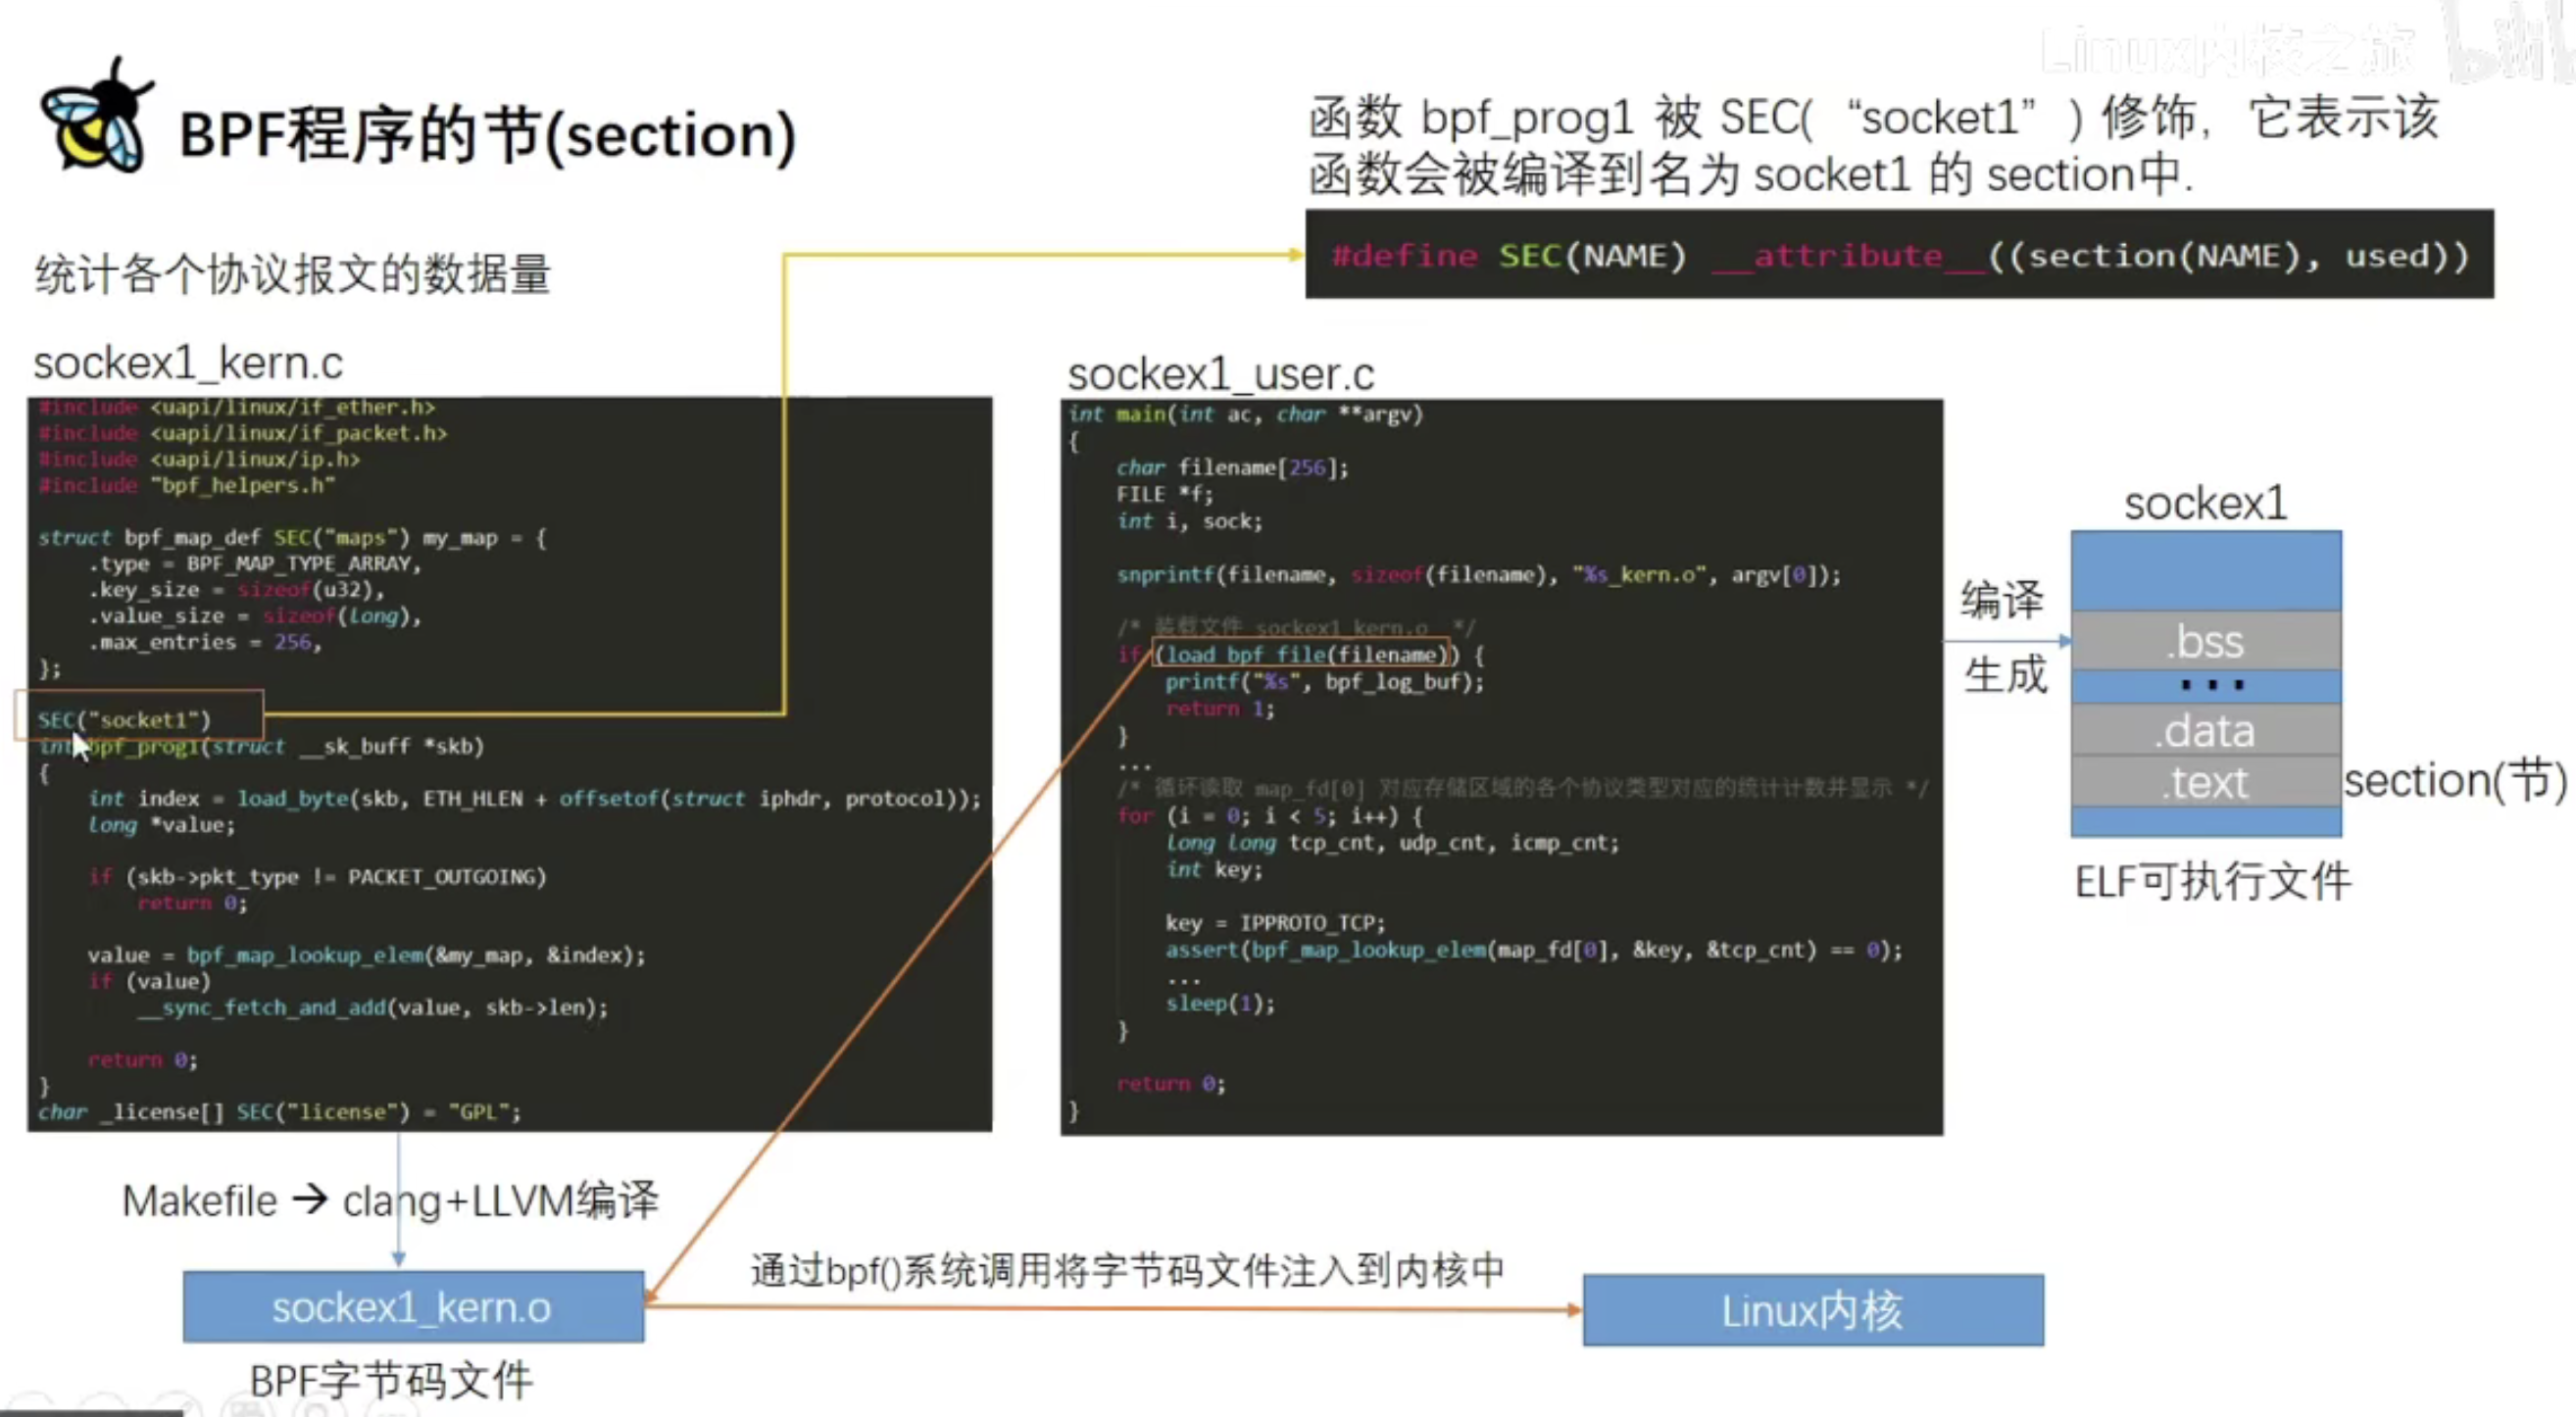 Linux内核之旅
BPF程序的节(section)
函数 bpf_prog1 被 SEC( “socket1” ) 修饰, 它表示该
函数会被编译到名为 socket1 的 section中.
#define SEC(NAME) __attribute__((section(NAME), used))
统计各个协议报文的数据量
sockex1_kern.c
#include <uapi/linux/if_ether.h>
#include <uapi/linux/if_packet.h>
#include <uapi/linux/ip.h>
#include "bpf_helpers.h"
struct bpf_map_def SEC("maps") my_map = {
.type = BPF_MAP_TYPE_ARRAY,
.key_size = sizeof(u32),
.value_size = sizeof(long),
.max_entries = 256,
};
SEC("socket1")
int bpf_prog1(struct __sk_buff *skb)
{
int index = load_byte(skb, ETH_HLEN + offsetof(struct iphdr, protocol));
long *value;
if (skb->pkt_type != PACKET_OUTGOING)
return 0;
value = bpf_map_lookup_elem(&my_map, &index);
if (value)
__sync_fetch_and_add(value, skb->len);
return 0;
}
char _license[] SEC("license") = "GPL";
sockex1_user.c
int main(int ac, char **argv)
{
char filename[256];
FILE *f;
int i, sock;
snprintf(filename, sizeof(filename), "%s_kern.o", argv[0]);
/* 装载文件 sockex1_kern.o */
if (load_bpf_file(filename)) {
printf("%s", bpf_log_buf);
return 1;
}
...
/* 循环读取 map_fd[0] 对应存储区域的各个协议类型对应的统计计数并显示 */
for (i = 0; i < 5; i++) {
long long tcp_cnt, udp_cnt, icmp_cnt;
int key;
key = IPPROTO_TCP;
assert(bpf_map_lookup_elem(map_fd[0], &key, &tcp_cnt) == 0);
...
sleep(1);
}
return 0;
}
编译
生成
sockex1
.bss
...
.data
.text
section(节)
ELF可执行文件
Makefile → clang+LLVM编译
sockex1_kern.o
BPF字节码文件
通过bpf()系统调用将字节码文件注入到内核中
Linux内核